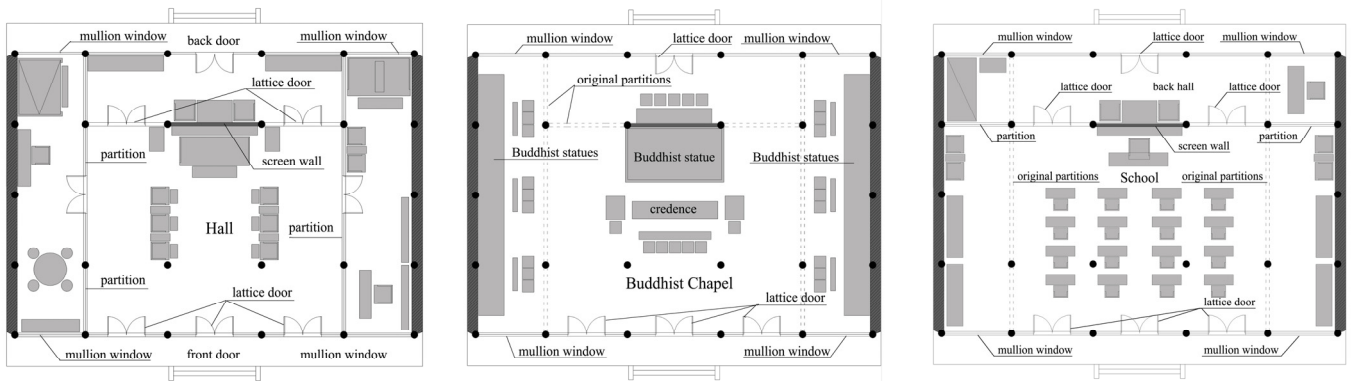 mullion window
back door
mullion window
lattice door
partition
screen wall
Hall
partition
partition
lattice door
mullion window
front door
mullion window
mullion window
lattice door
mullion window
original partitions
Buddhist statues
Buddhist statue
Buddhist statues
credence
Buddhist Chapel
lattice door
mullion window
mullion window
mullion window
lattice door
mullion window
lattice door
back hall
lattice door
partition
screen wall
partition
original partitions
School
original partitions
lattice door
mullion window
mullion window